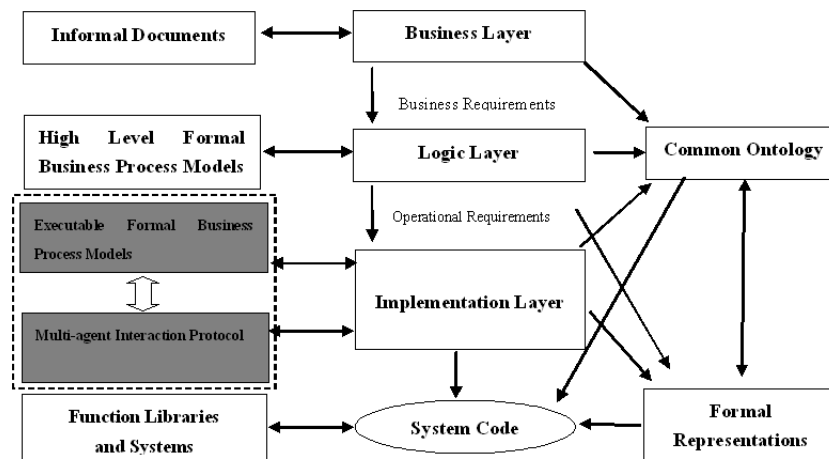 Informal Documents
Business Layer
Business Requirements
High Level Formal
Business Process Models
Logic Layer
Common Ontology
Executable Formal Business
Process Models
Operational Requirements
Implementation Layer
Multi-agent Interaction Protocol
Function Libraries
and Systems
System Code
Formal
Representations